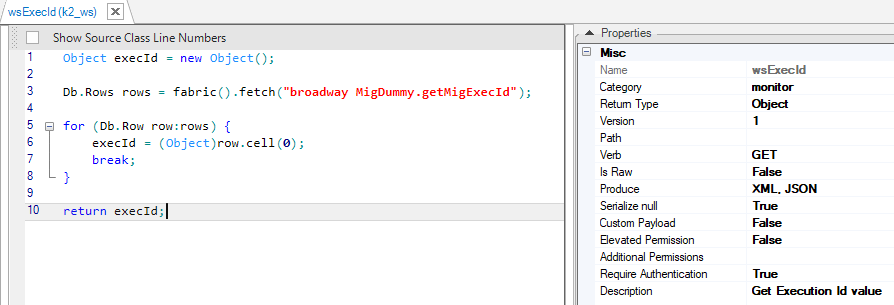 wsExecId (k2_ws)
Show Source Class Line Numbers
1 Object execId = new Object();
2
3 Db.Rows rows = fabric().fetch("broadway MigDummy.getMigExecId");
4
5 for (Db.Row row:rows) {
6 execId = (Object)row.cell(0);
7 break;
8 }
9
10 return execId;
Properties
Misc
Name wsExecId
Category monitor
Return Type Object
Version 1
Path
Verb GET
Is Raw False
Produce XML, JSON
Serialize null True
Custom Payload False
Elevated Permission False
Additional Permissions
Require Authentication True
Description Get Execution Id value